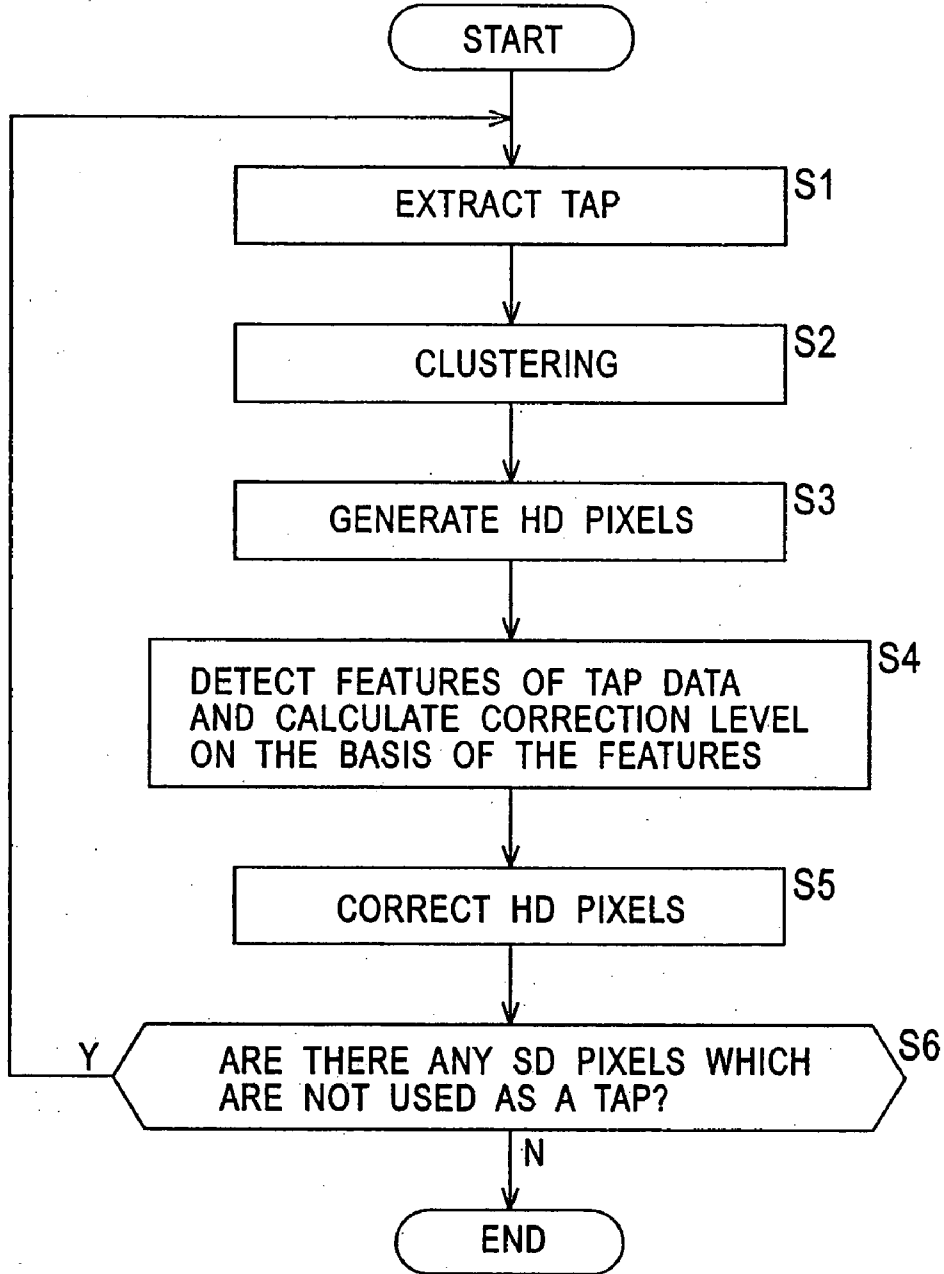 START
EXTRACT TAP
S1
CLUSTERING
S2
GENERATE HD PIXELS
S3
DETECT FEATURES OF TAP DATA
AND CALCULATE CORRECTION LEVEL
ON THE BASIS OF THE FEATURES
S4
CORRECT HD PIXELS
S5
Y
ARE THERE ANY SD PIXELS WHICH
ARE NOT USED AS A TAP?
S6
N
END